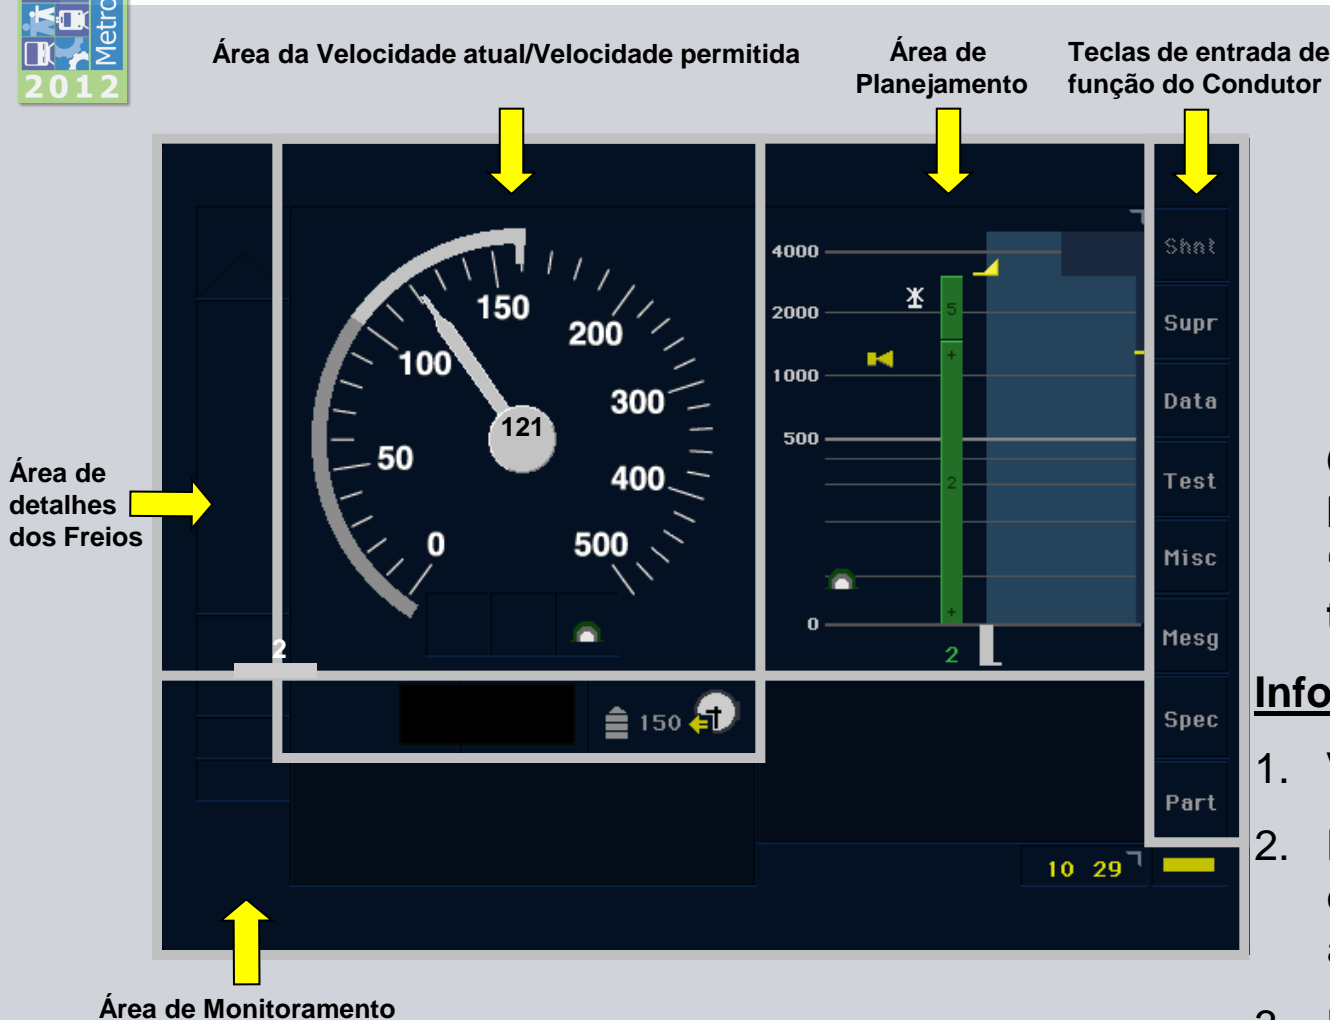 Metro
2012
Área da Velocidade atual/Velocidade permitida
Área de
Planejamento
Teclas de entrada de
função do Condutor
Área de
detalhes
dos Freios
150
100
200
50
300
400
0
500
121
2
150
4000
2000
1000
500
0
5
+
2
+
2
Shnt
Supr
Data
Test
Misc
Mesg
Spec
Part
10 29
Área de Monitoramento
1.
2.